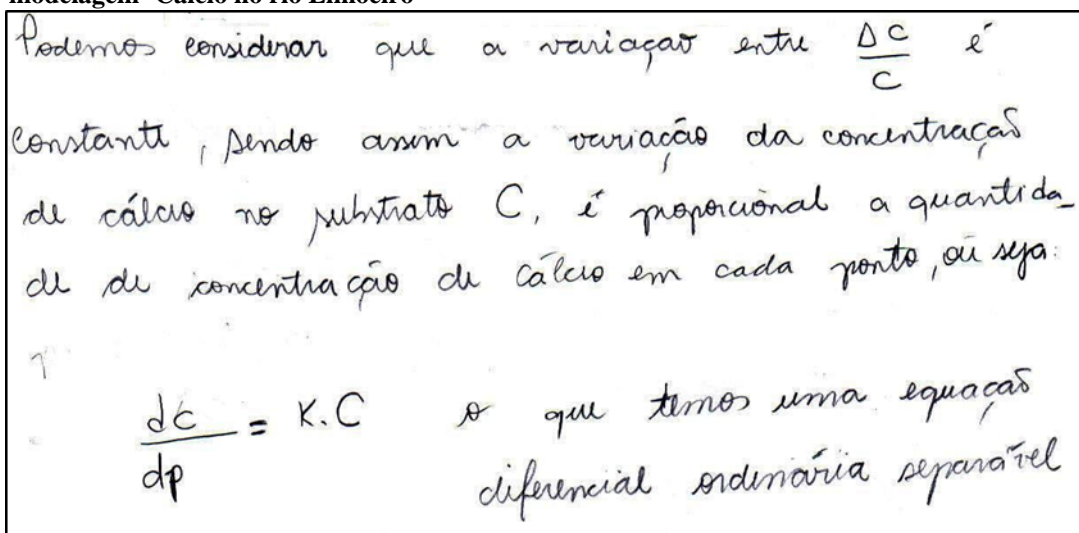 modelagem "Cálcio no rio Limoeiro"
Podemos considerar que a variação entre ΔC/C é
constante, sendo assim a variação da concentração
de cálcio no substrato C, é proporcional a quantida_
de de concentração de cálcio em cada ponto, ou seja:
dc/dp = K.C o que temos uma equação
diferencial ordinária separável